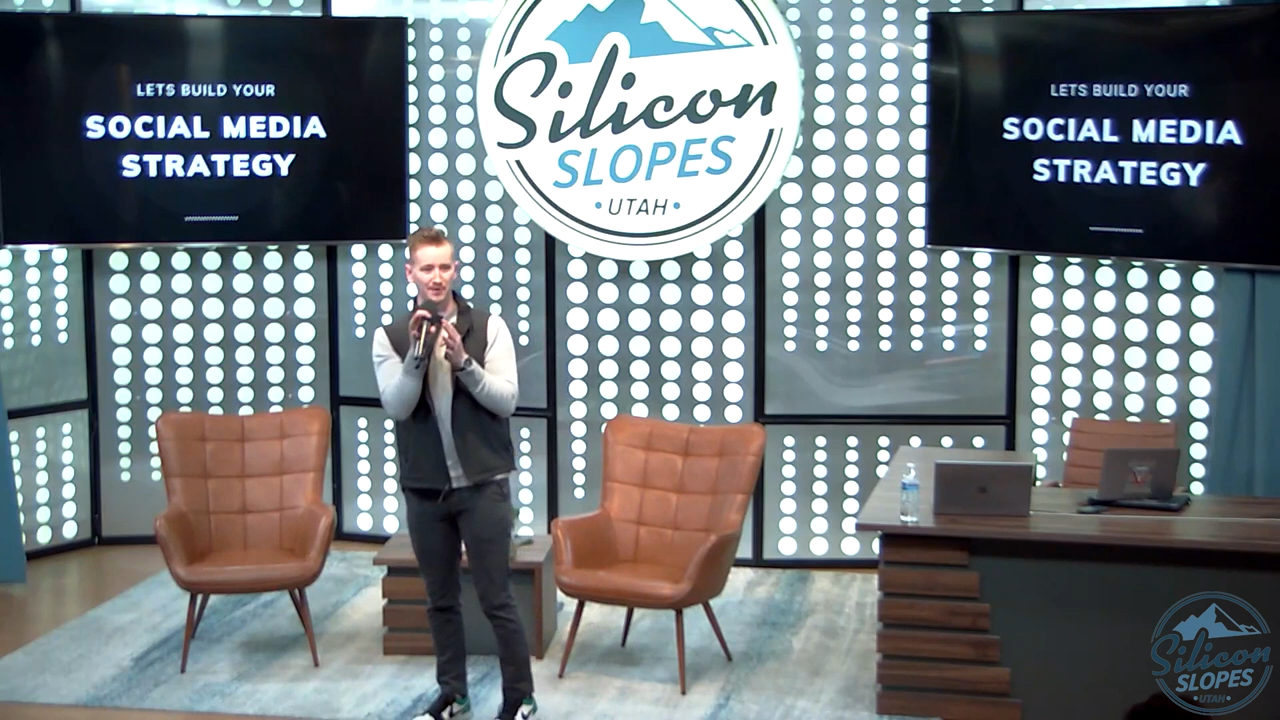 LETS BUILD YOUR
SOCIAL MEDIA
STRATEGY
Silicon
SLOPES
• UTAH •
LETS BUILD YOUR
SOCIAL MEDIA
STRATEGY
Silicon
SLOPES
• UTAH •